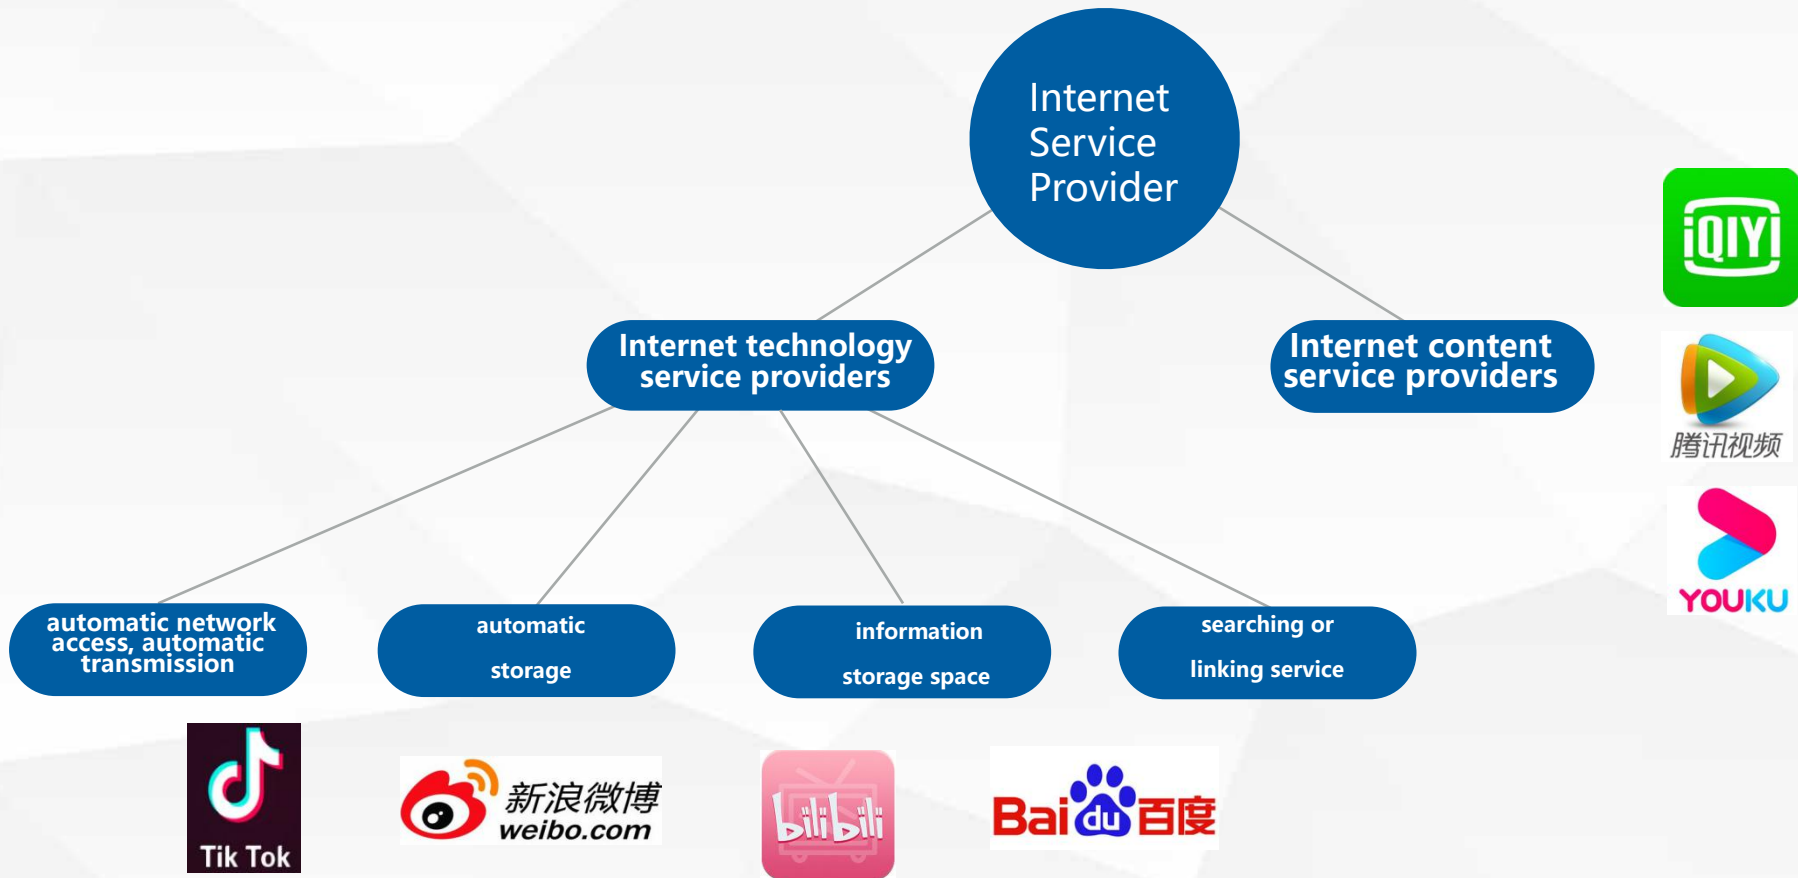 Internet
Service
Provider
iQIYI
Internet technology
service providers
Internet content
service providers
腾讯视频
YOUKU
automatic network
access, automatic
transmission
automatic
storage
information
storage space
searching or
linking service
Tik Tok
新浪微博
weibo.com
bilibili
Bai du 百度